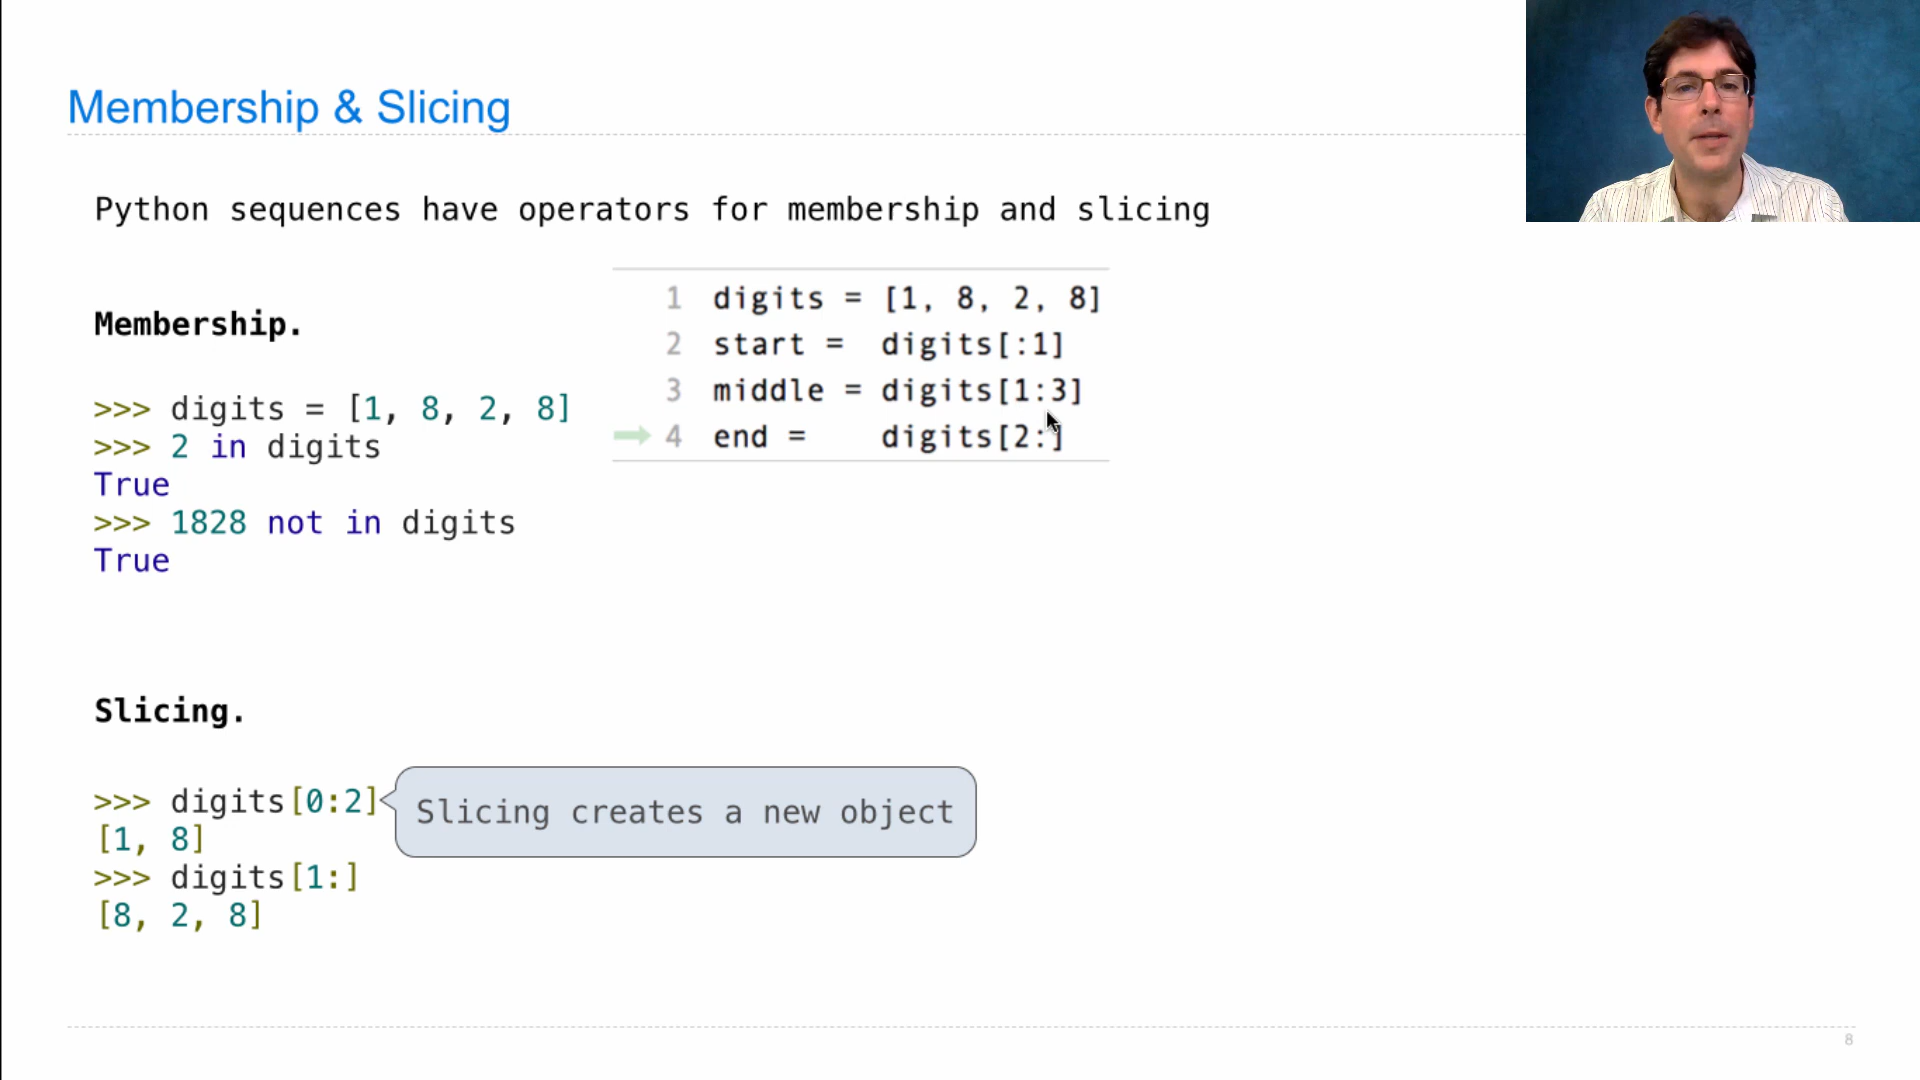 Membership & Slicing
Python sequences have operators for membership and slicing
Membership.
>>> digits = [1, 8, 2, 8]
>>> 2 in digits
True
>>> 1828 not in digits
True
1 digits = [1, 8, 2, 8]
2 start =  digits[:1]
3 middle = digits[1:3]
4 end =    digits[2:]
Slicing.
>>> digits[0:2]
[1, 8]
>>> digits[1:]
[8, 2, 8]
Slicing creates a new object
8